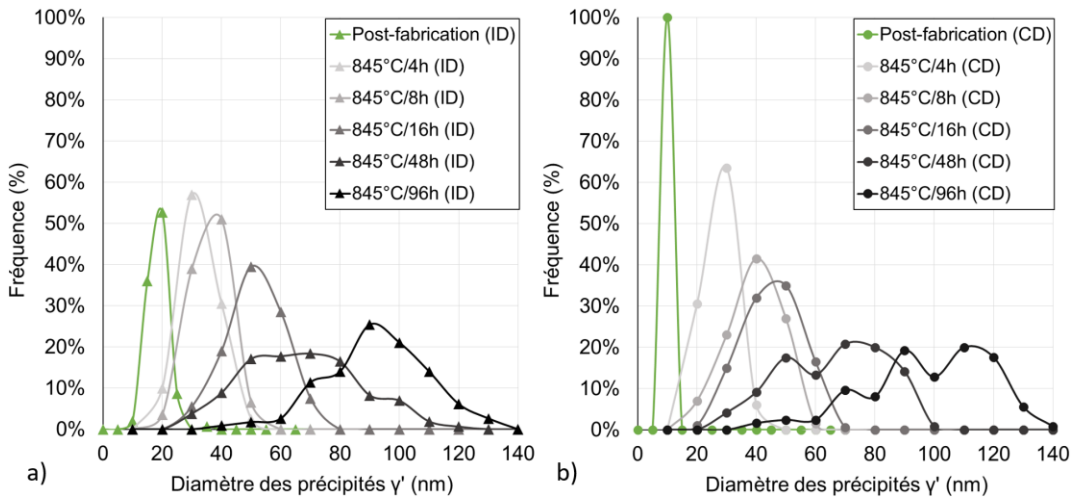 100%
90%
80%
70%
60%
50%
40%
30%
20%
10%
0%
Fréquence (%)
Post-fabrication (ID)
845°C/4h (ID)
845°C/8h (ID)
845°C/16h (ID)
845°C/48h (ID)
845°C/96h (ID)
0 20 40 60 80 100 120 140
Diamètre des précipités γ' (nm)
a)
100%
90%
80%
70%
60%
50%
40%
30%
20%
10%
0%
Fréquence (%)
Post-fabrication (CD)
845°C/4h (CD)
845°C/8h (CD)
845°C/16h (CD)
845°C/48h (CD)
845°C/96h (CD)
0 20 40 60 80 100 120 140
Diamètre des précipités γ' (nm)
b)